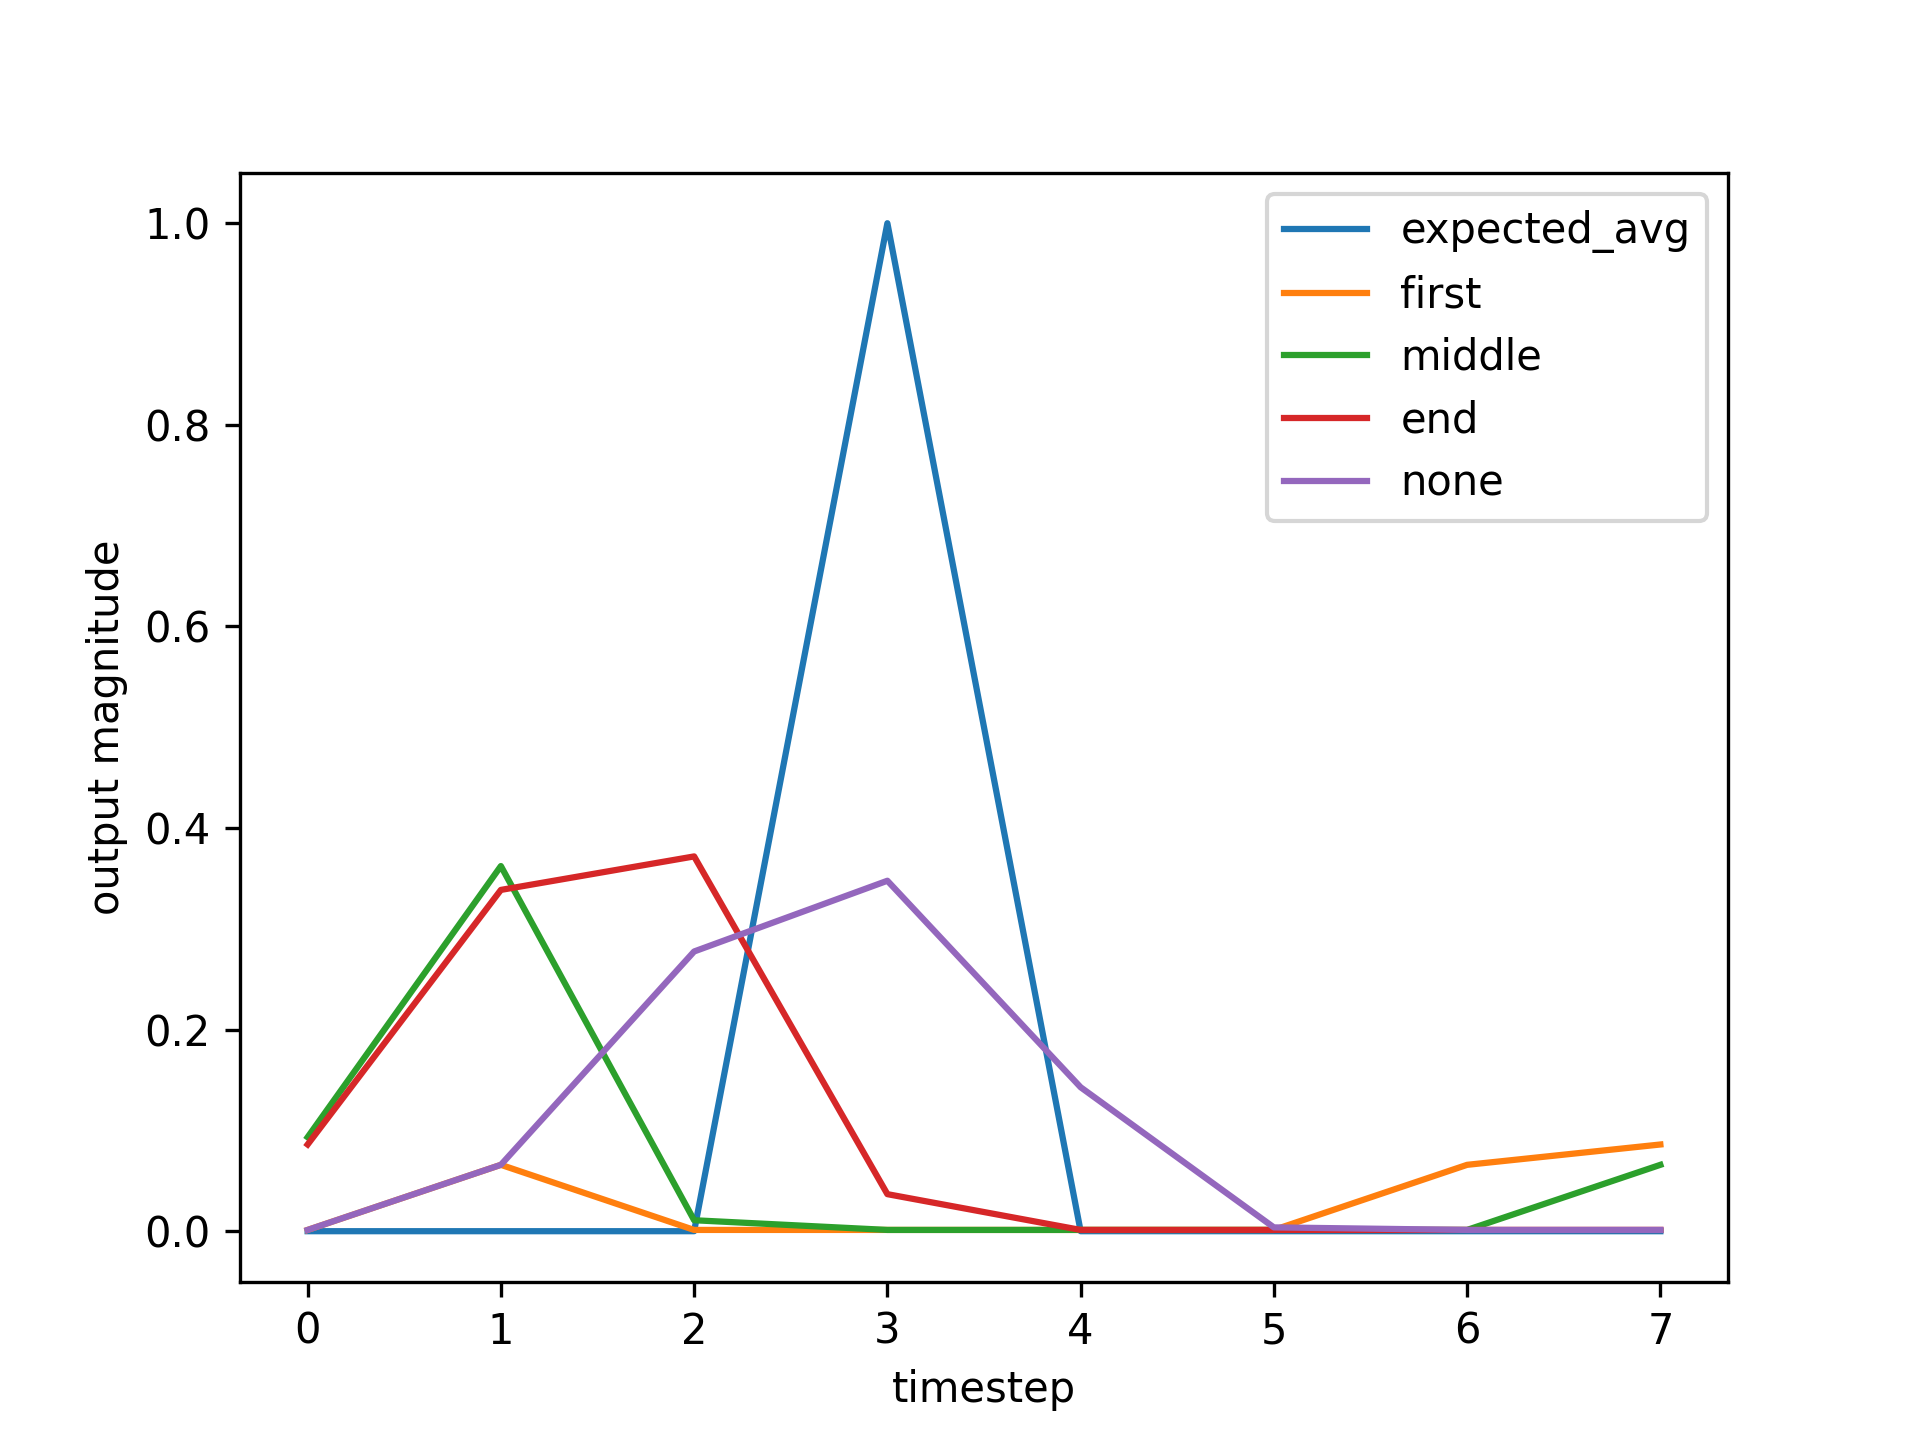 expected_avg
first
middle
end
none
1.0
0.8
0.6
0.4
0.2
0.0
output magnitude
0 1 2 3 4 5 6 7
timestep